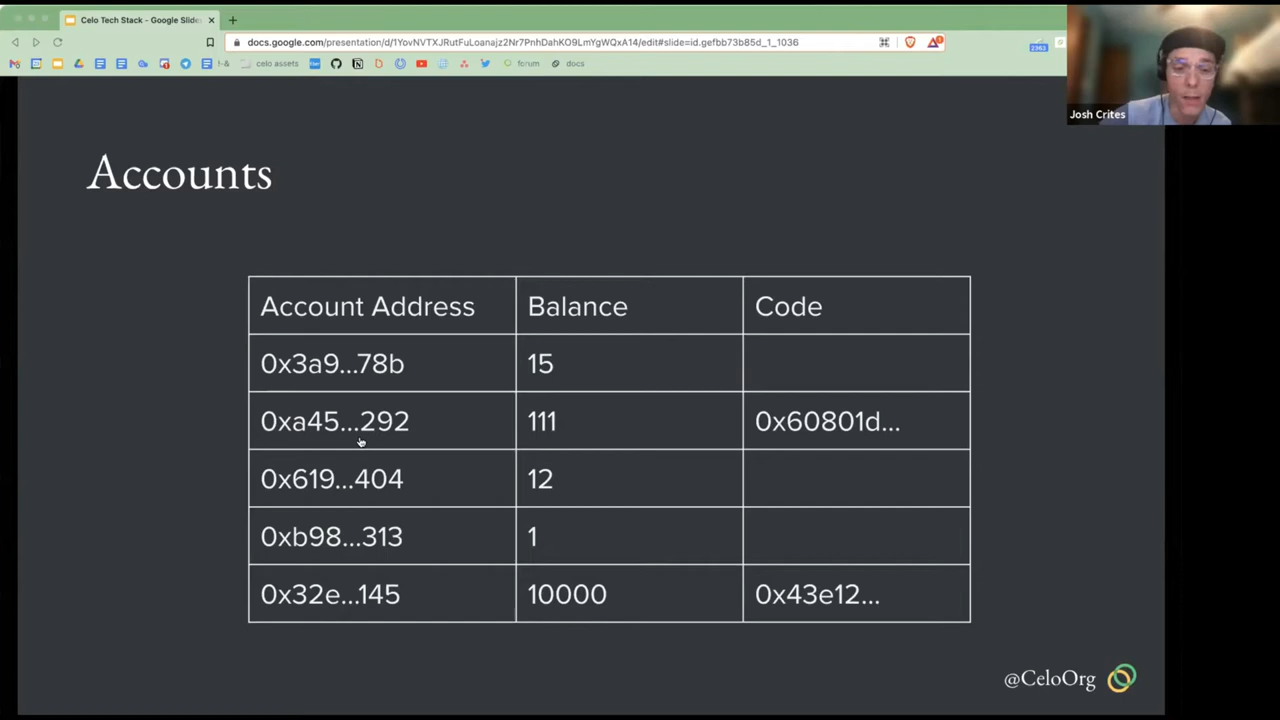 Celo Tech Stack - Google Slide
docs.google.com/presentation/d/1YovNVTXJRutFuLoanajz2Nr7PnhDahKO9LmYgWQxA14/edit#slide=id.gefbb73b85d_1_1036
celo assets
forum
docs
2363
Josh Crites
Accounts
Account Address Balance Code
0x3a9...78b 15
0xa45...292 111 0x60801d...
0x619...404 12
0xb98...313 1
0x32e...145 10000 0x43e12...
@CeloOrg